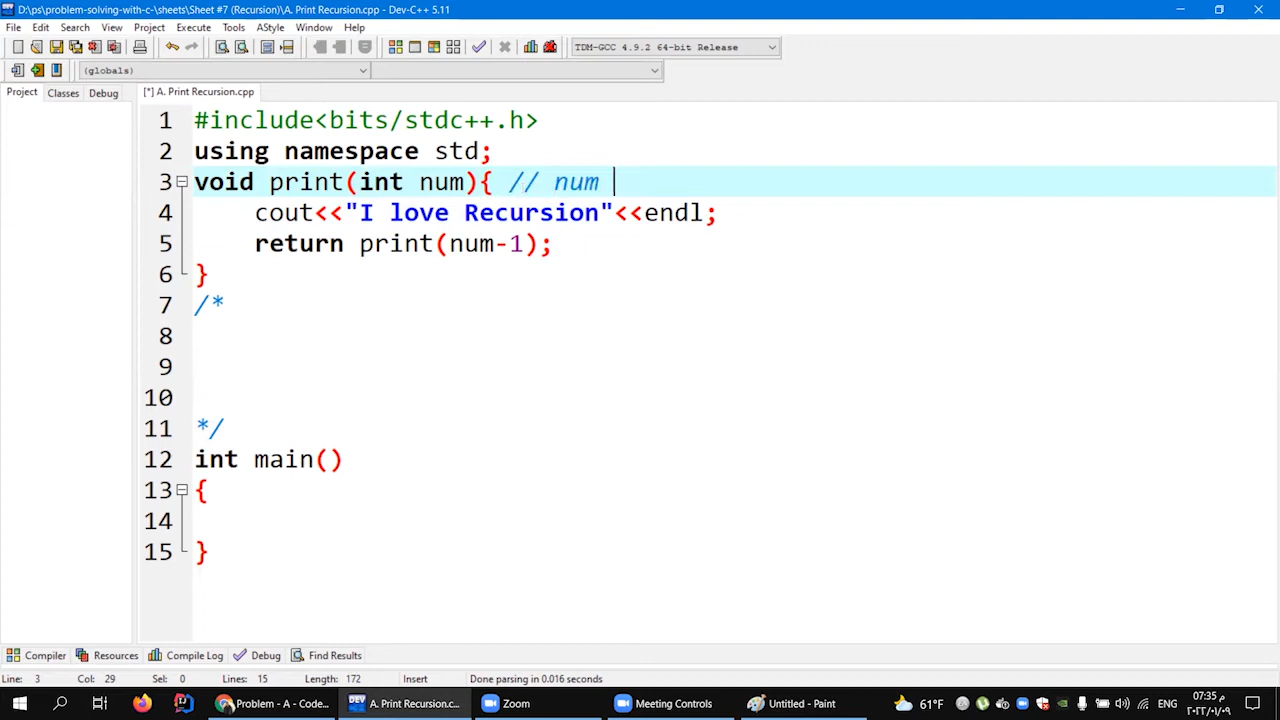 D:\ps\problem-solving-with-c-\sheets\Sheet #7 (Recursion)\A. Print Recursion.cpp - Dev-C++ 5.11
File Edit Search View Project Execute Tools AStyle Window Help
TDM-GCC 4.9.2 64-bit Release
(globals)
Project Classes Debug [*] A. Print Recursion.cpp
1 #include<bits/stdc++.h>
2 using namespace std;
3 void print(int num){ // num
4 cout<<"I love Recursion"<<endl;
5 return print(num-1);
6 }
7 /*
8
9
10
11 */
12 int main()
13 {
14
15 }
Compiler Resources Compile Log Debug Find Results
Line: 3 Col: 29 Sel: 0 Lines: 15 Length: 172 Insert Done parsing in 0.016 seconds
Problem - A - Code... A. Print Recursion.c... Zoom Meeting Controls Untitled - Paint 61°F ENG 07:35 م